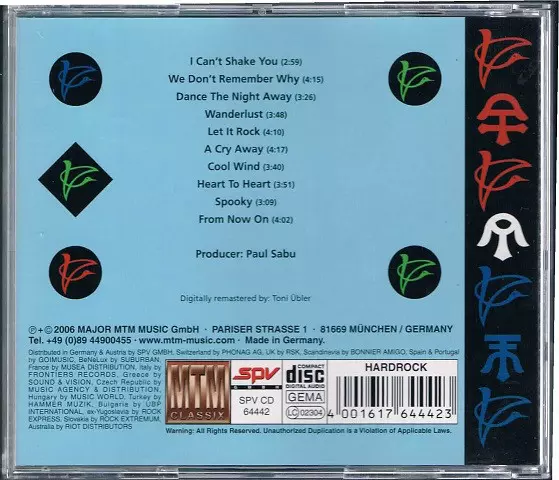 I Can't Shake You (2:59)
We Don't Remember Why (4:15)
Dance The Night Away (3:26)
Wanderlust (3:48)
Let It Rock (4:10)
A Cry Away (4:17)
Cool Wind (3:40)
Heart To Heart (3:51)
Spooky (3:09)
From Now On (4:02)
Producer: Paul Sabu
Digitally remastered by: Toni Übler
℗+© 2006 MAJOR MTM MUSIC GmbH · PARISER STRASSE 1 · 81669 MÜNCHEN / GERMANY
Tel. +49 (0)89 44900455 · www.mtm-music.com · Made in Germany.
Distributed in Germany & Austria by SPV GMBH, Switzerland by PHONAG AG, UK by RSK, Scandinavia by BONNIER AMIGO, Spain & Portugal
by GOIMUSIC, BeNeLux by SUBURBAN,
France by MUSEA DISTRIBUTION, Italy by
FRONTIERS RECORDS, Greece by
SOUND & VISION, Czech Republic by
MUSIC AGENCY & DISTRIBUTION,
Hungary by MUSIC WORLD, Turkey by
HAMMER MUZIK, Bulgaria by UBP
INTERNATIONAL, ex-Yugoslavia by ROCK
EXPRESS, Slovakia by ROCK EXTREMUM,
Australia by RIOT DISTRIBUTORS
MTM
CLASSIX
SPV
GMBH
SPV CD
64442
COMPACT
disc
DIGITAL AUDIO
GEMA
LC 02304
HARDROCK
4 001617 644423
Warning: All Rights Reserved. Unauthorized Duplication is a Violation of Applicable Laws.